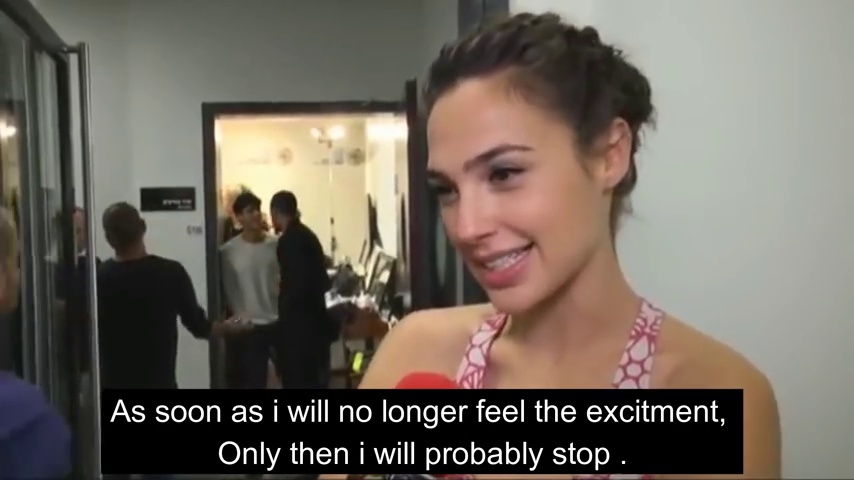 As soon as i will no longer feel the excitment,
Only then i will probably stop .